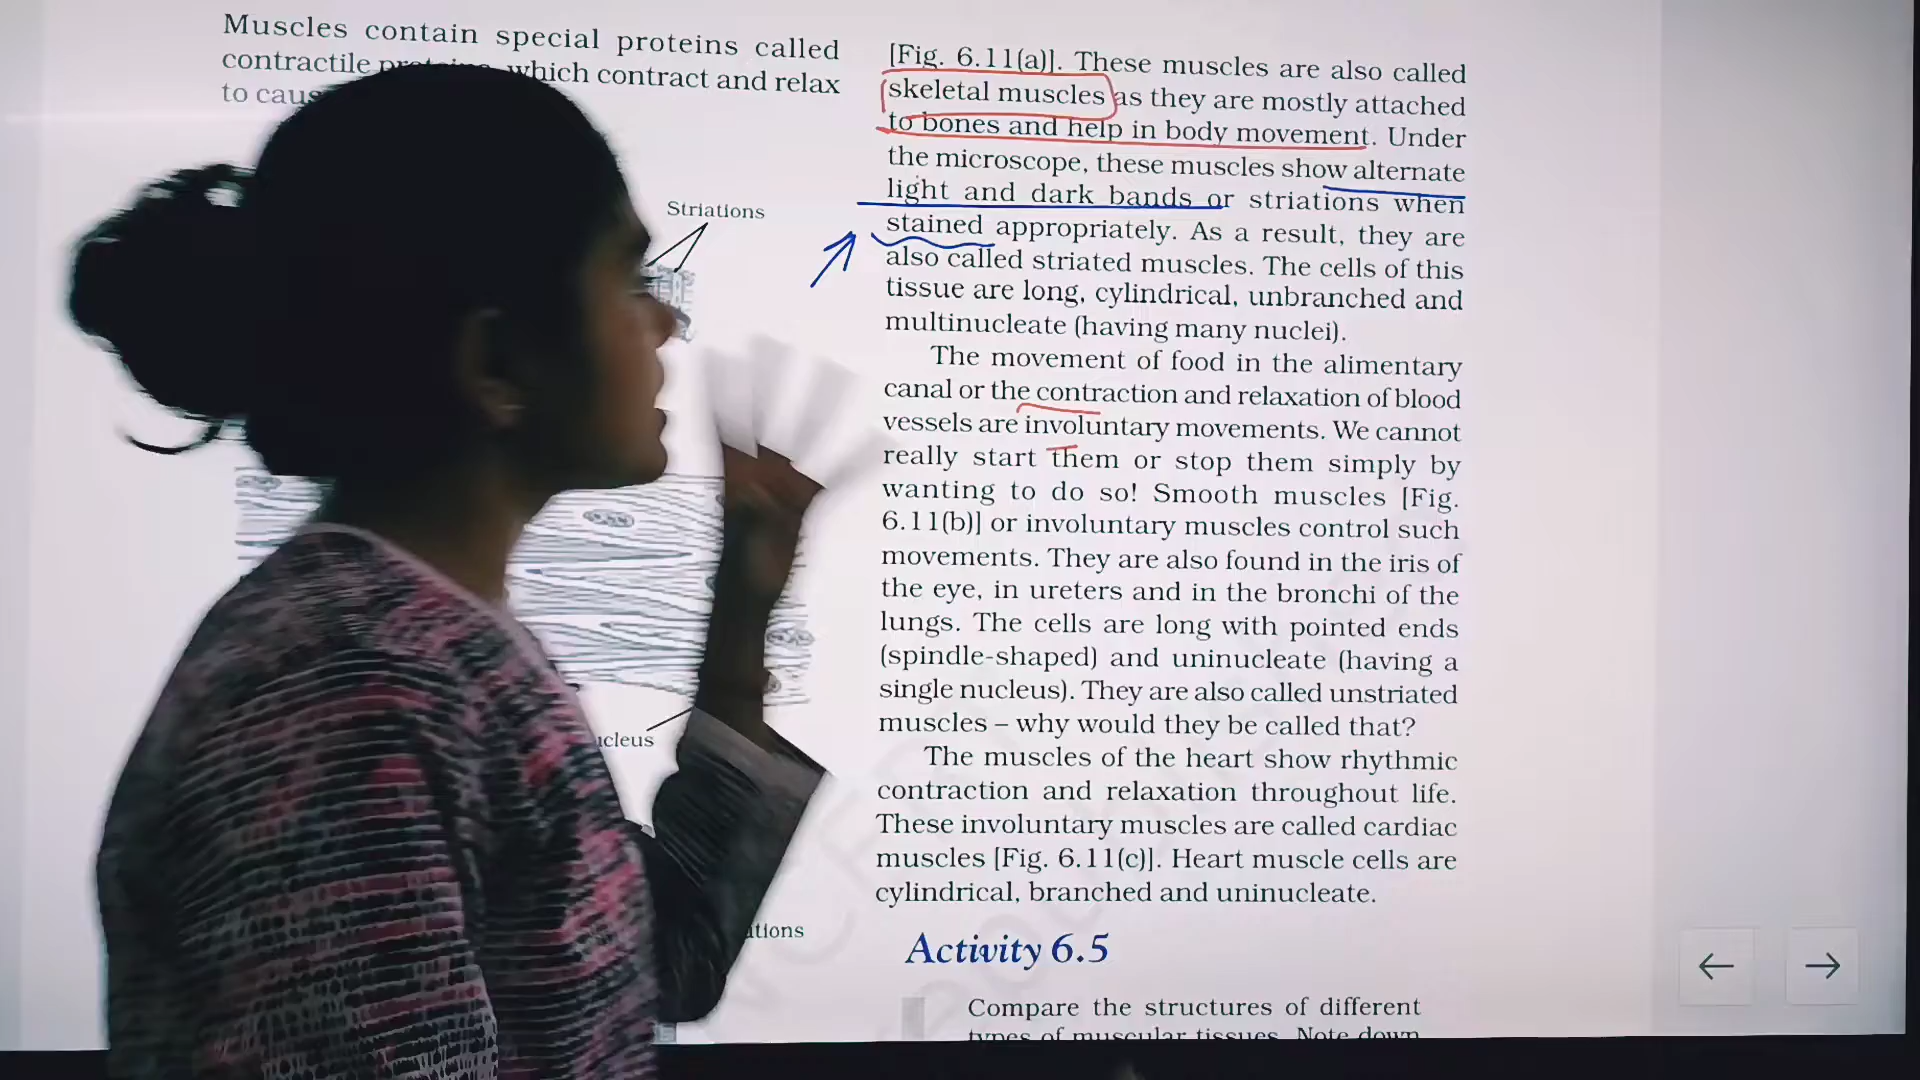 Muscles contain special proteins called
contractile which contract and relax
to
Striations
[Fig. 6.11(a)]. These muscles are also called
skeletal muscles as they are mostly attached
to bones and help in body movement. Under
the microscope, these muscles show alternate
light and dark bands or striations when
stained appropriately. As a result, they are
also called striated muscles. The cells of this
tissue are long, cylindrical, unbranched and
multinucleate (having many nuclei).
The movement of food in the alimentary
canal or the contraction and relaxation of blood
vessels are involuntary movements. We cannot
really start them or stop them simply by
wanting to do so! Smooth muscles [Fig.
6.11(b)] or involuntary muscles control such
movements. They are also found in the iris of
the eye, in ureters and in the bronchi of the
lungs. The cells are long with pointed ends
(spindle-shaped) and uninucleate (having a
single nucleus). They are also called unstriated
muscles – why would they be called that?
The muscles of the heart show rhythmic
contraction and relaxation throughout life.
These involuntary muscles are called cardiac
muscles [Fig. 6.11(c)]. Heart muscle cells are
cylindrical, branched and uninucleate.
Activity 6.5
Compare the structures of different
types of muscular tissues. Note down